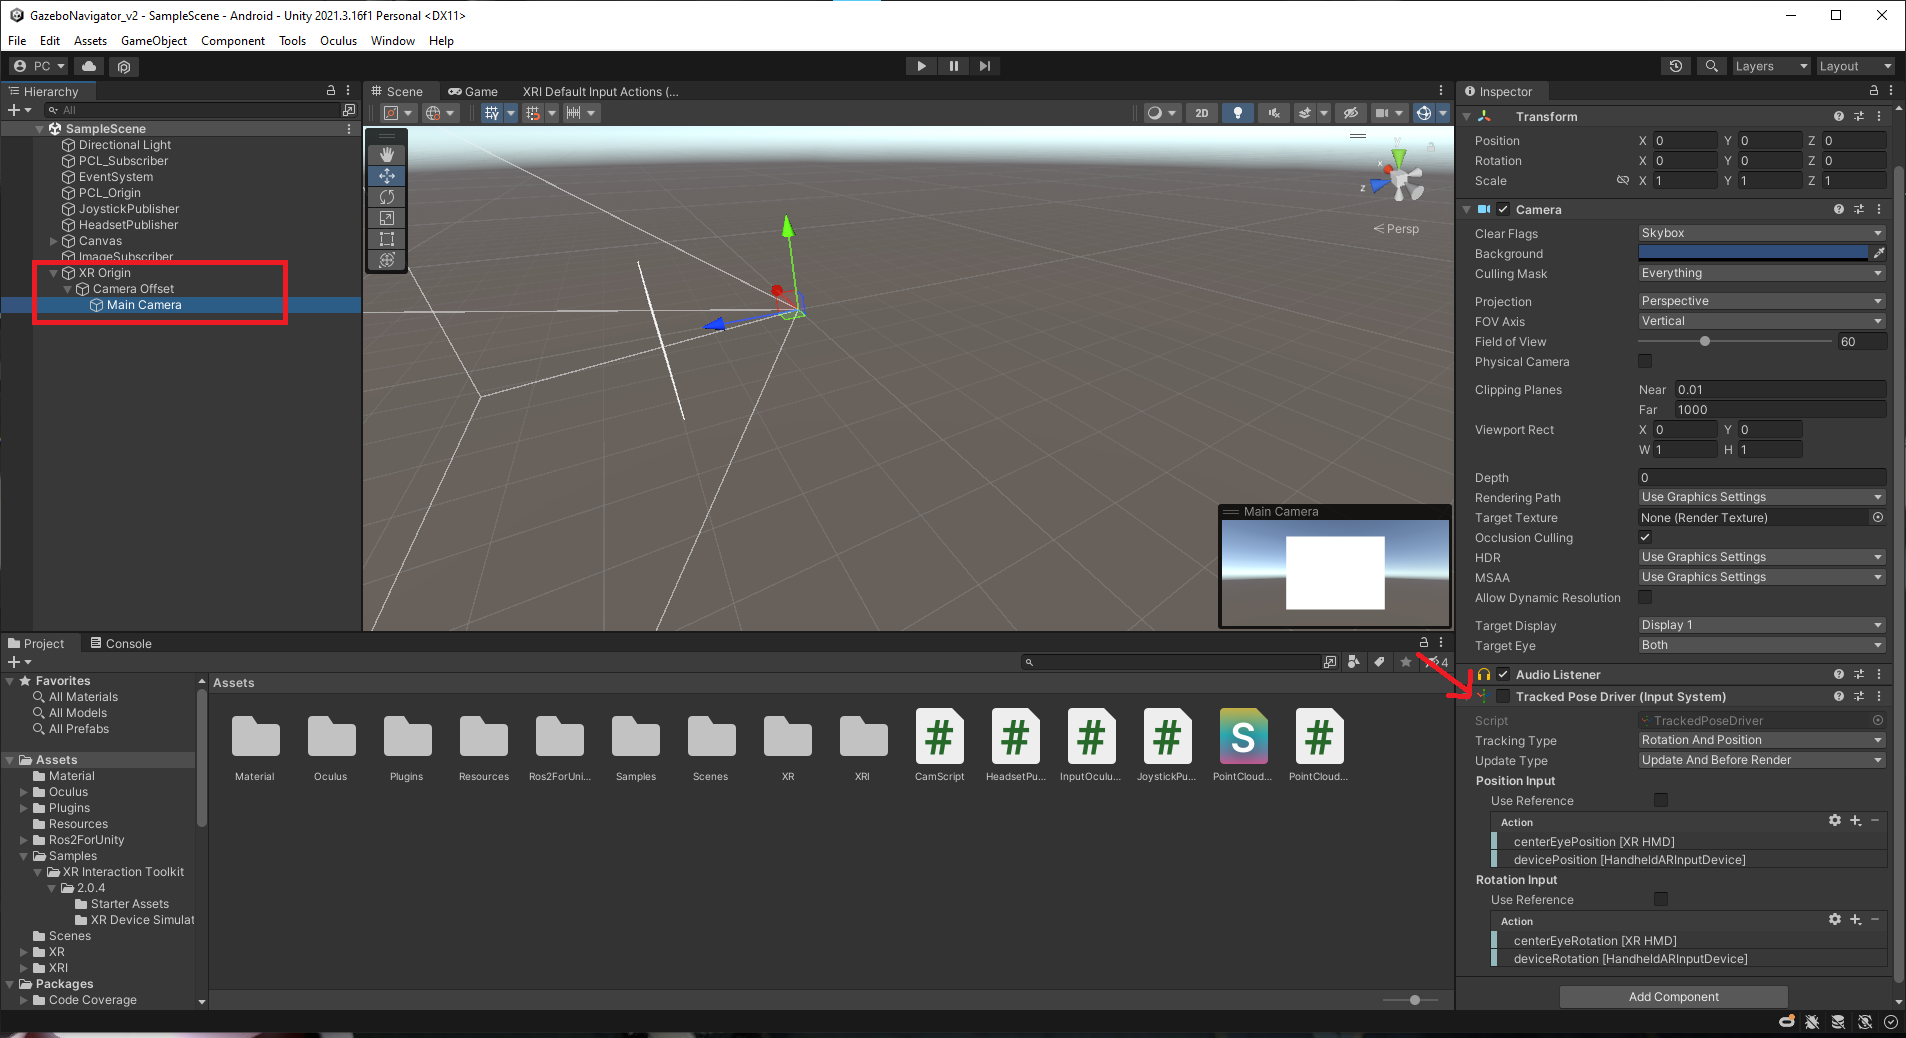 GazeboNavigator_v2 - SampleScene - Android - Unity 2021.3.16f1 Personal <DX11>
File Edit Assets GameObject Component Tools Oculus Window Help
PC
Layers Layout
Hierarchy
All
SampleScene
Directional Light
PCL_Subscriber
EventSystem
PCL_Origin
JoystickPublisher
HeadsetPublisher
Canvas
ImageSubscriber
XR Origin
Camera Offset
Main Camera
Scene Game XRI Default Input Actions (...
2D
y
x
z
Persp
Main Camera
Inspector
Transform
Position X 0 Y 0 Z 0
Rotation X 0 Y 0 Z 0
Scale X 1 Y 1 Z 1
Camera
Clear Flags Skybox
Background
Culling Mask Everything
Projection Perspective
FOV Axis Vertical
Field of View 60
Physical Camera
Clipping Planes Near 0.01
Far 1000
Viewport Rect X 0 Y 0
W 1 H 1
Depth 0
Rendering Path Use Graphics Settings
Target Texture None (Render Texture)
Occlusion Culling
HDR Use Graphics Settings
MSAA Use Graphics Settings
Allow Dynamic Resolution
Target Display Display 1
Target Eye Both
Audio Listener
Tracked Pose Driver (Input System)
Script TrackedPoseDriver
Tracking Type Rotation And Position
Update Type Update And Before Render
Position Input
Use Reference
Action
centerEyePosition [XR HMD]
devicePosition [HandheldARInputDevice]
Rotation Input
Use Reference
Action
centerEyeRotation [XR HMD]
deviceRotation [HandheldARInputDevice]
Add Component
Project Console
4
Favorites
All Materials
All Models
All Prefabs
Assets
Material
Oculus
Plugins
Resources
Ros2ForUnity
Samples
XR Interaction Toolkit
2.0.4
Starter Assets
XR Device Simulat
Scenes
XR
XRI
Packages
Code Coverage
Assets
# # # # S #
Material Oculus Plugins Resources Ros2ForUni... Samples Scenes XR XRI CamScript HeadsetPu... InputOculu... JoystickPu... PointCloud... PointCloud...